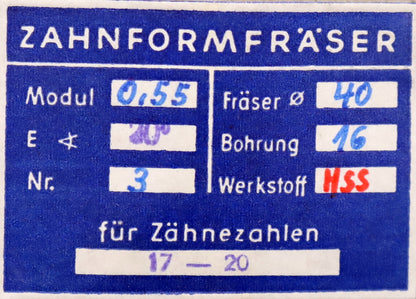 ZAHNFORMFRÄSER
Modul 0,55 Fräser ø 40
E ∢ 20° Bohrung 16
Nr. 3 Werkstoff HSS
für Zähnezahlen
17 — 20